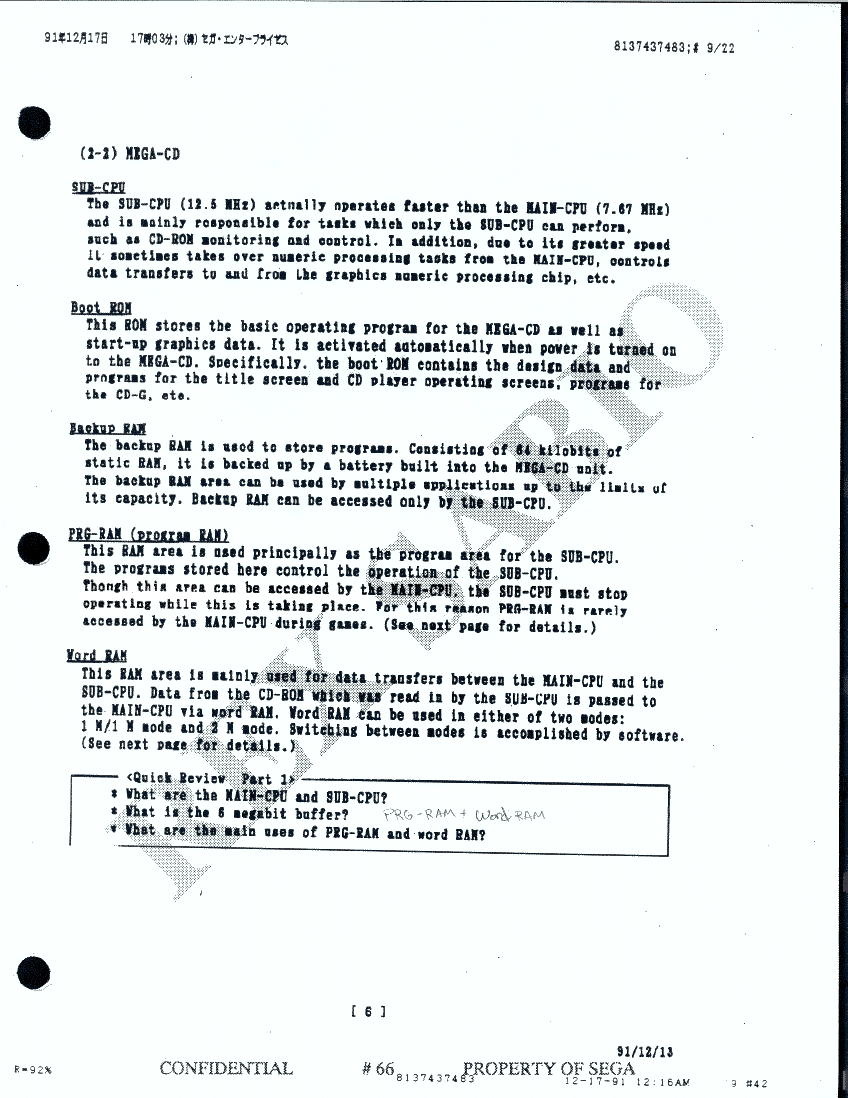 91年12月17日 17時03分; (株)セガ・エンタープライゼス
8137437483;# 9/22
(2-2) MEGA-CD
SUB-CPU
The SUB-CPU (12.5 MHz) actually operates faster than the MAIN-CPU (7.67 MHz)
and is mainly responsible for tasks which only the SUB-CPU can perform,
such as CD-ROM monitoring and control. In addition, due to its greater speed
it sometimes takes over numeric processing tasks from the MAIN-CPU, controls
data transfers to and from the graphics numeric processing chip, etc.
Boot ROM
This ROM stores the basic operating program for the MEGA-CD as well as
start-up graphics data. It is activated automatically when power is turned on
to the MEGA-CD. Specifically, the boot ROM contains the design data and
programs for the title screen and CD player operating screens, programs for
the CD-G, etc.
Backup RAM
The backup RAM is used to store programs. Consisting of 64 kilobits of
static RAM, it is backed up by a battery built into the MEGA-CD unit.
The backup RAM area can be used by multiple applications up to the limits of
its capacity. Backup RAM can be accessed only by the SUB-CPU.
PRG-RAM (program RAM)
This RAM area is used principally as the program area for the SUB-CPU.
The programs stored here control the operation of the SUB-CPU.
Though this area can be accessed by the MAIN-CPU, the SUB-CPU must stop
operating while this is taking place. For this reason PRG-RAM is rarely
accessed by the MAIN-CPU during games. (See next page for details.)
Word RAM
This RAM area is mainly used for data transfers between the MAIN-CPU and the
SUB-CPU. Data from the CD-ROM which was read in by the SUB-CPU is passed to
the MAIN-CPU via word RAM. Word RAM can be used in either of two modes:
1 M/1 M mode and 2 M mode. Switching between modes is accomplished by software.
(See next page for details.)
<Quick Review Part 1>
* What are the MAIN-CPU and SUB-CPU?
* What is the 6 megabit buffer? PRG-RAM + Word RAM
* What are the main uses of PRG-RAM and word RAM?
[ 6 ]
91/12/13
R=92% CONFIDENTIAL #66 PROPERTY OF SEGA
8137437483 12-17-91 12:16AM 9 #42